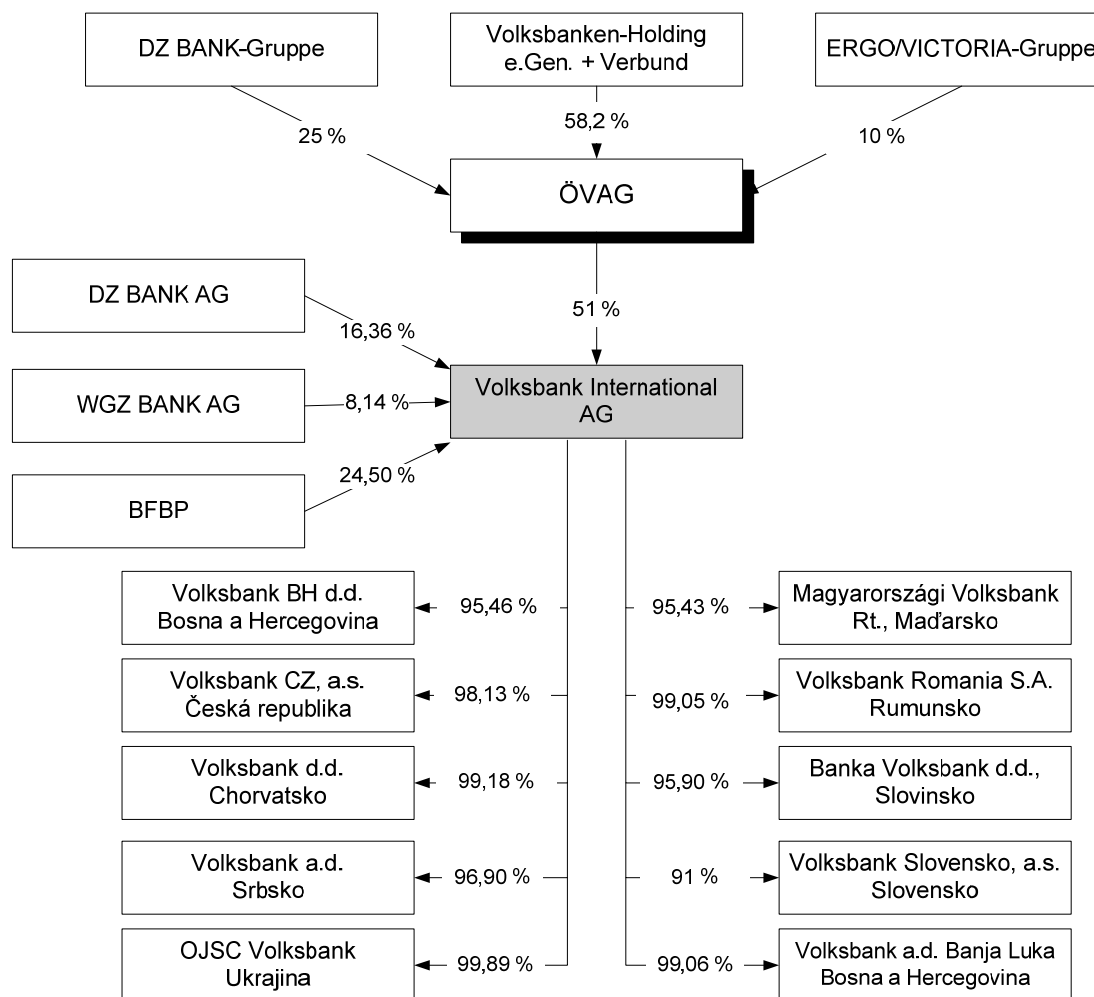 DZ BANK-Gruppe
Volksbanken-Holding
e.Gen. + Verbund
ERGO/VICTORIA-Gruppe
25 %
58,2 %
10 %
ÖVAG
51 %
DZ BANK AG
16,36 %
WGZ BANK AG
8,14 %
BFBP
24,50 %
Volksbank International
AG
Volksbank BH d.d.
Bosna a Hercegovina
95,46 %
95,43 %
Magyarországi Volksbank
Rt., Maďarsko
Volksbank CZ, a.s.
Česká republika
98,13 %
99,05 %
Volksbank Romania S.A.
Rumunsko
Volksbank d.d.
Chorvatsko
99,18 %
95,90 %
Banka Volksbank d.d.,
Slovinsko
Volksbank a.d.
Srbsko
96,90 %
91 %
Volksbank Slovensko, a.s.
Slovensko
OJSC Volksbank
Ukrajina
99,89 %
99,06 %
Volksbank a.d. Banja Luka
Bosna a Hercegovina